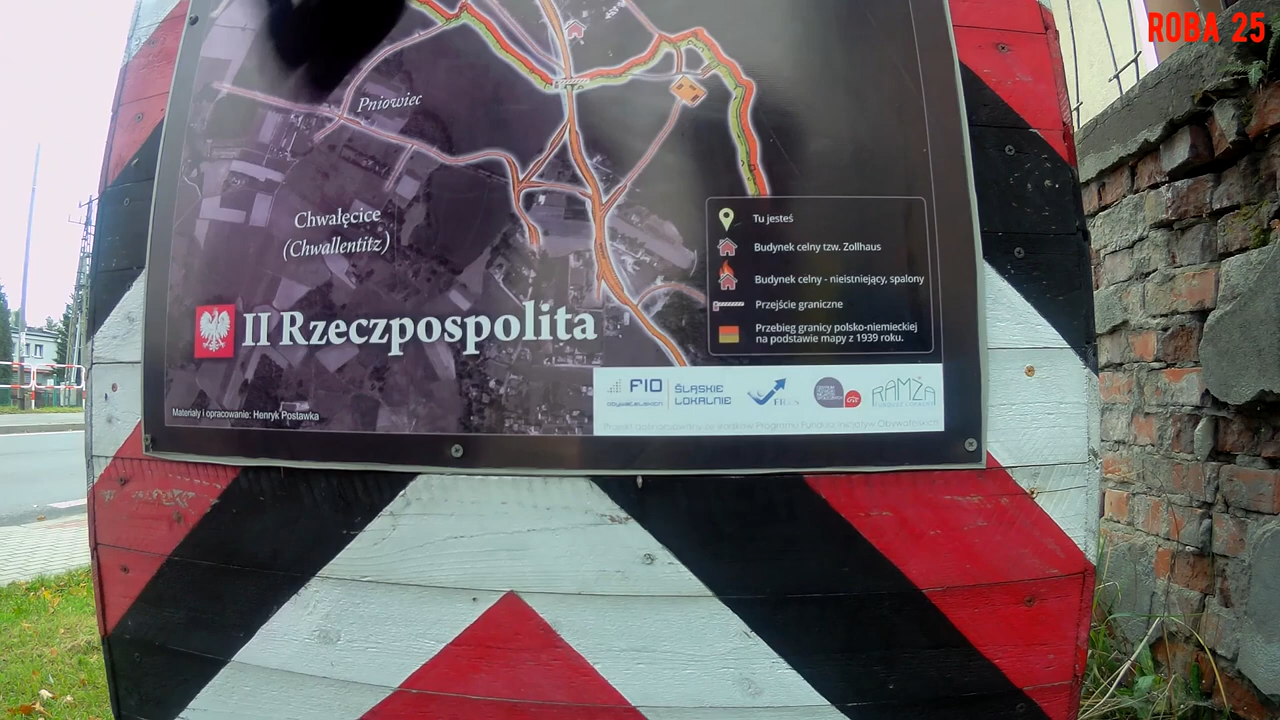 ROBA 25
Pniowiec
Chwałęcice
(Chwallentitz)
II Rzeczpospolita
Tu jesteś
Budynek celny tzw. Zollhaus
Budynek celny - nieistniejący, spalony
Przejście graniczne
Przebieg granicy polsko-niemieckiej
na podstawie mapy z 1939 roku.
Materiały i opracowanie: Henryk Postawka
FIO
ŚLĄSKIE
LOKALNIE
RAMŻA